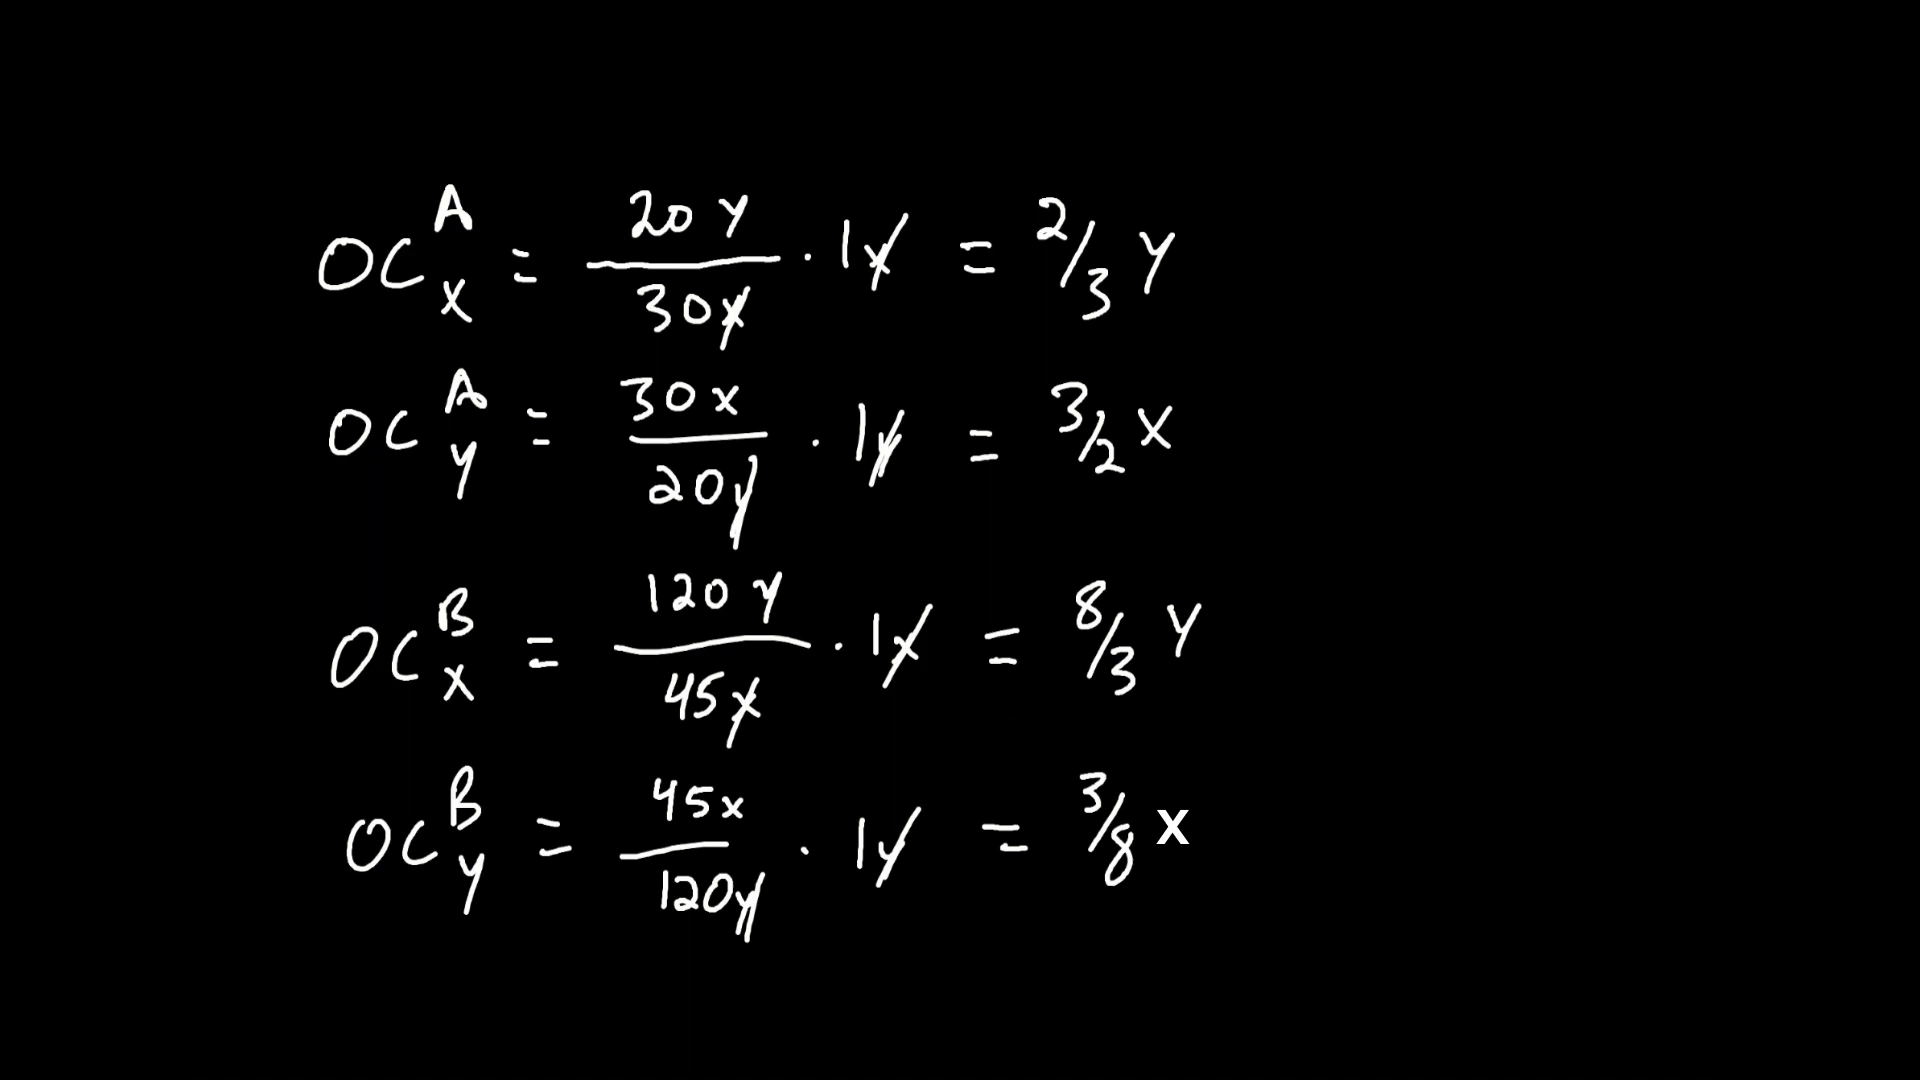 OC^A_x = 20y/30x · 1x = 2/3 y
OC^A_y = 30x/20y · 1y = 3/2 x
OC^B_x = 120y/45x · 1x = 8/3 y
OC^B_y = 45x/120y · 1y = 3/8 x